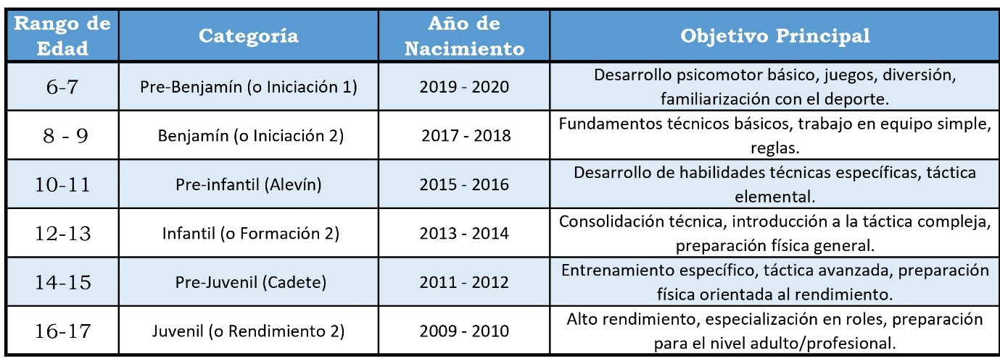 Rango de
Edad
Categoría
Año de
Nacimiento
Objetivo Principal
6-7
Pre-Benjamín (o Iniciación 1)
2019 - 2020
Desarrollo psicomotor básico, juegos, diversión,
familiarización con el deporte.
8 - 9
Benjamín (o Iniciación 2)
2017 - 2018
Fundamentos técnicos básicos, trabajo en equipo simple,
reglas.
10-11
Pre-infantil (Alevín)
2015 - 2016
Desarrollo de habilidades técnicas específicas, táctica
elemental.
12-13
Infantil (o Formación 2)
2013 - 2014
Consolidación técnica, introducción a la táctica compleja,
preparación física general.
14-15
Pre-Juvenil (Cadete)
2011 - 2012
Entrenamiento específico, táctica avanzada, preparación
física orientada al rendimiento.
16-17
Juvenil (o Rendimiento 2)
2009 - 2010
Alto rendimiento, especialización en roles, preparación
para el nivel adulto/profesional.